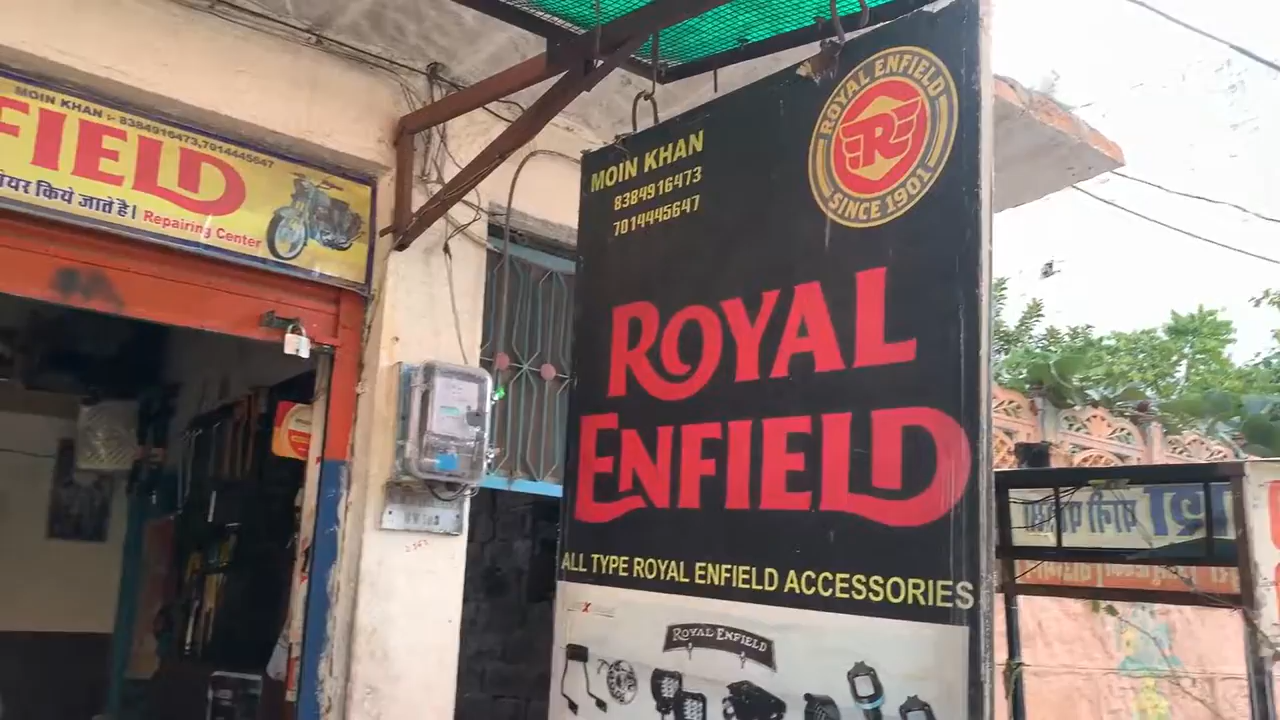 MOIN KHAN :- 8384916473,7014445647
FIELD
किये जाते है। Repairing Center
MOIN KHAN
8384916473
7014445647
ROYAL ENFIELD
R
SINCE 1901
ROYAL
ENFIELD
ALL TYPE ROYAL ENFIELD ACCESSORIES
ROYAL ENFIELD